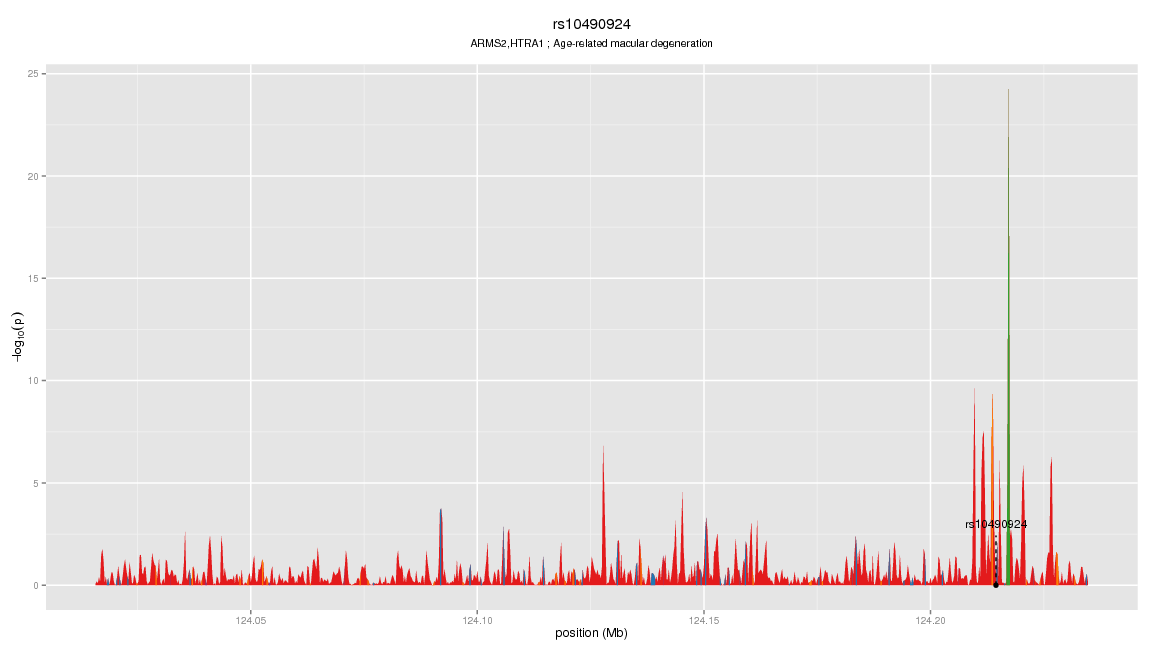 rs10490924
ARMS2,HTRA1 ; Age-related macular degeneration
25
20
15
10
5
0
−log10(p)
rs10490924
124.05 124.10 124.15 124.20
position (Mb)